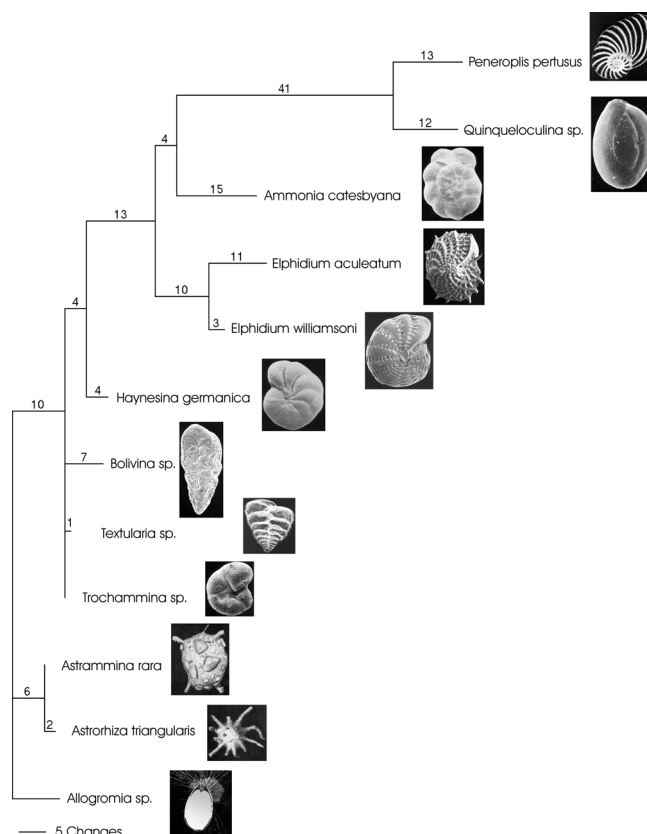 13
Peneroplis pertusus
41
12
Quinqueloculina sp.
4
15
Ammonia catesbyana
13
11
Elphidium aculeatum
10
3
Elphidium williamsoni
4
4
Haynesina germanica
10
7
Bolivina sp.
1
Textularia sp.
Trochammina sp.
Astrammina rara
6
2
Astrorhiza triangularis
Allogromia sp.
5 Changes